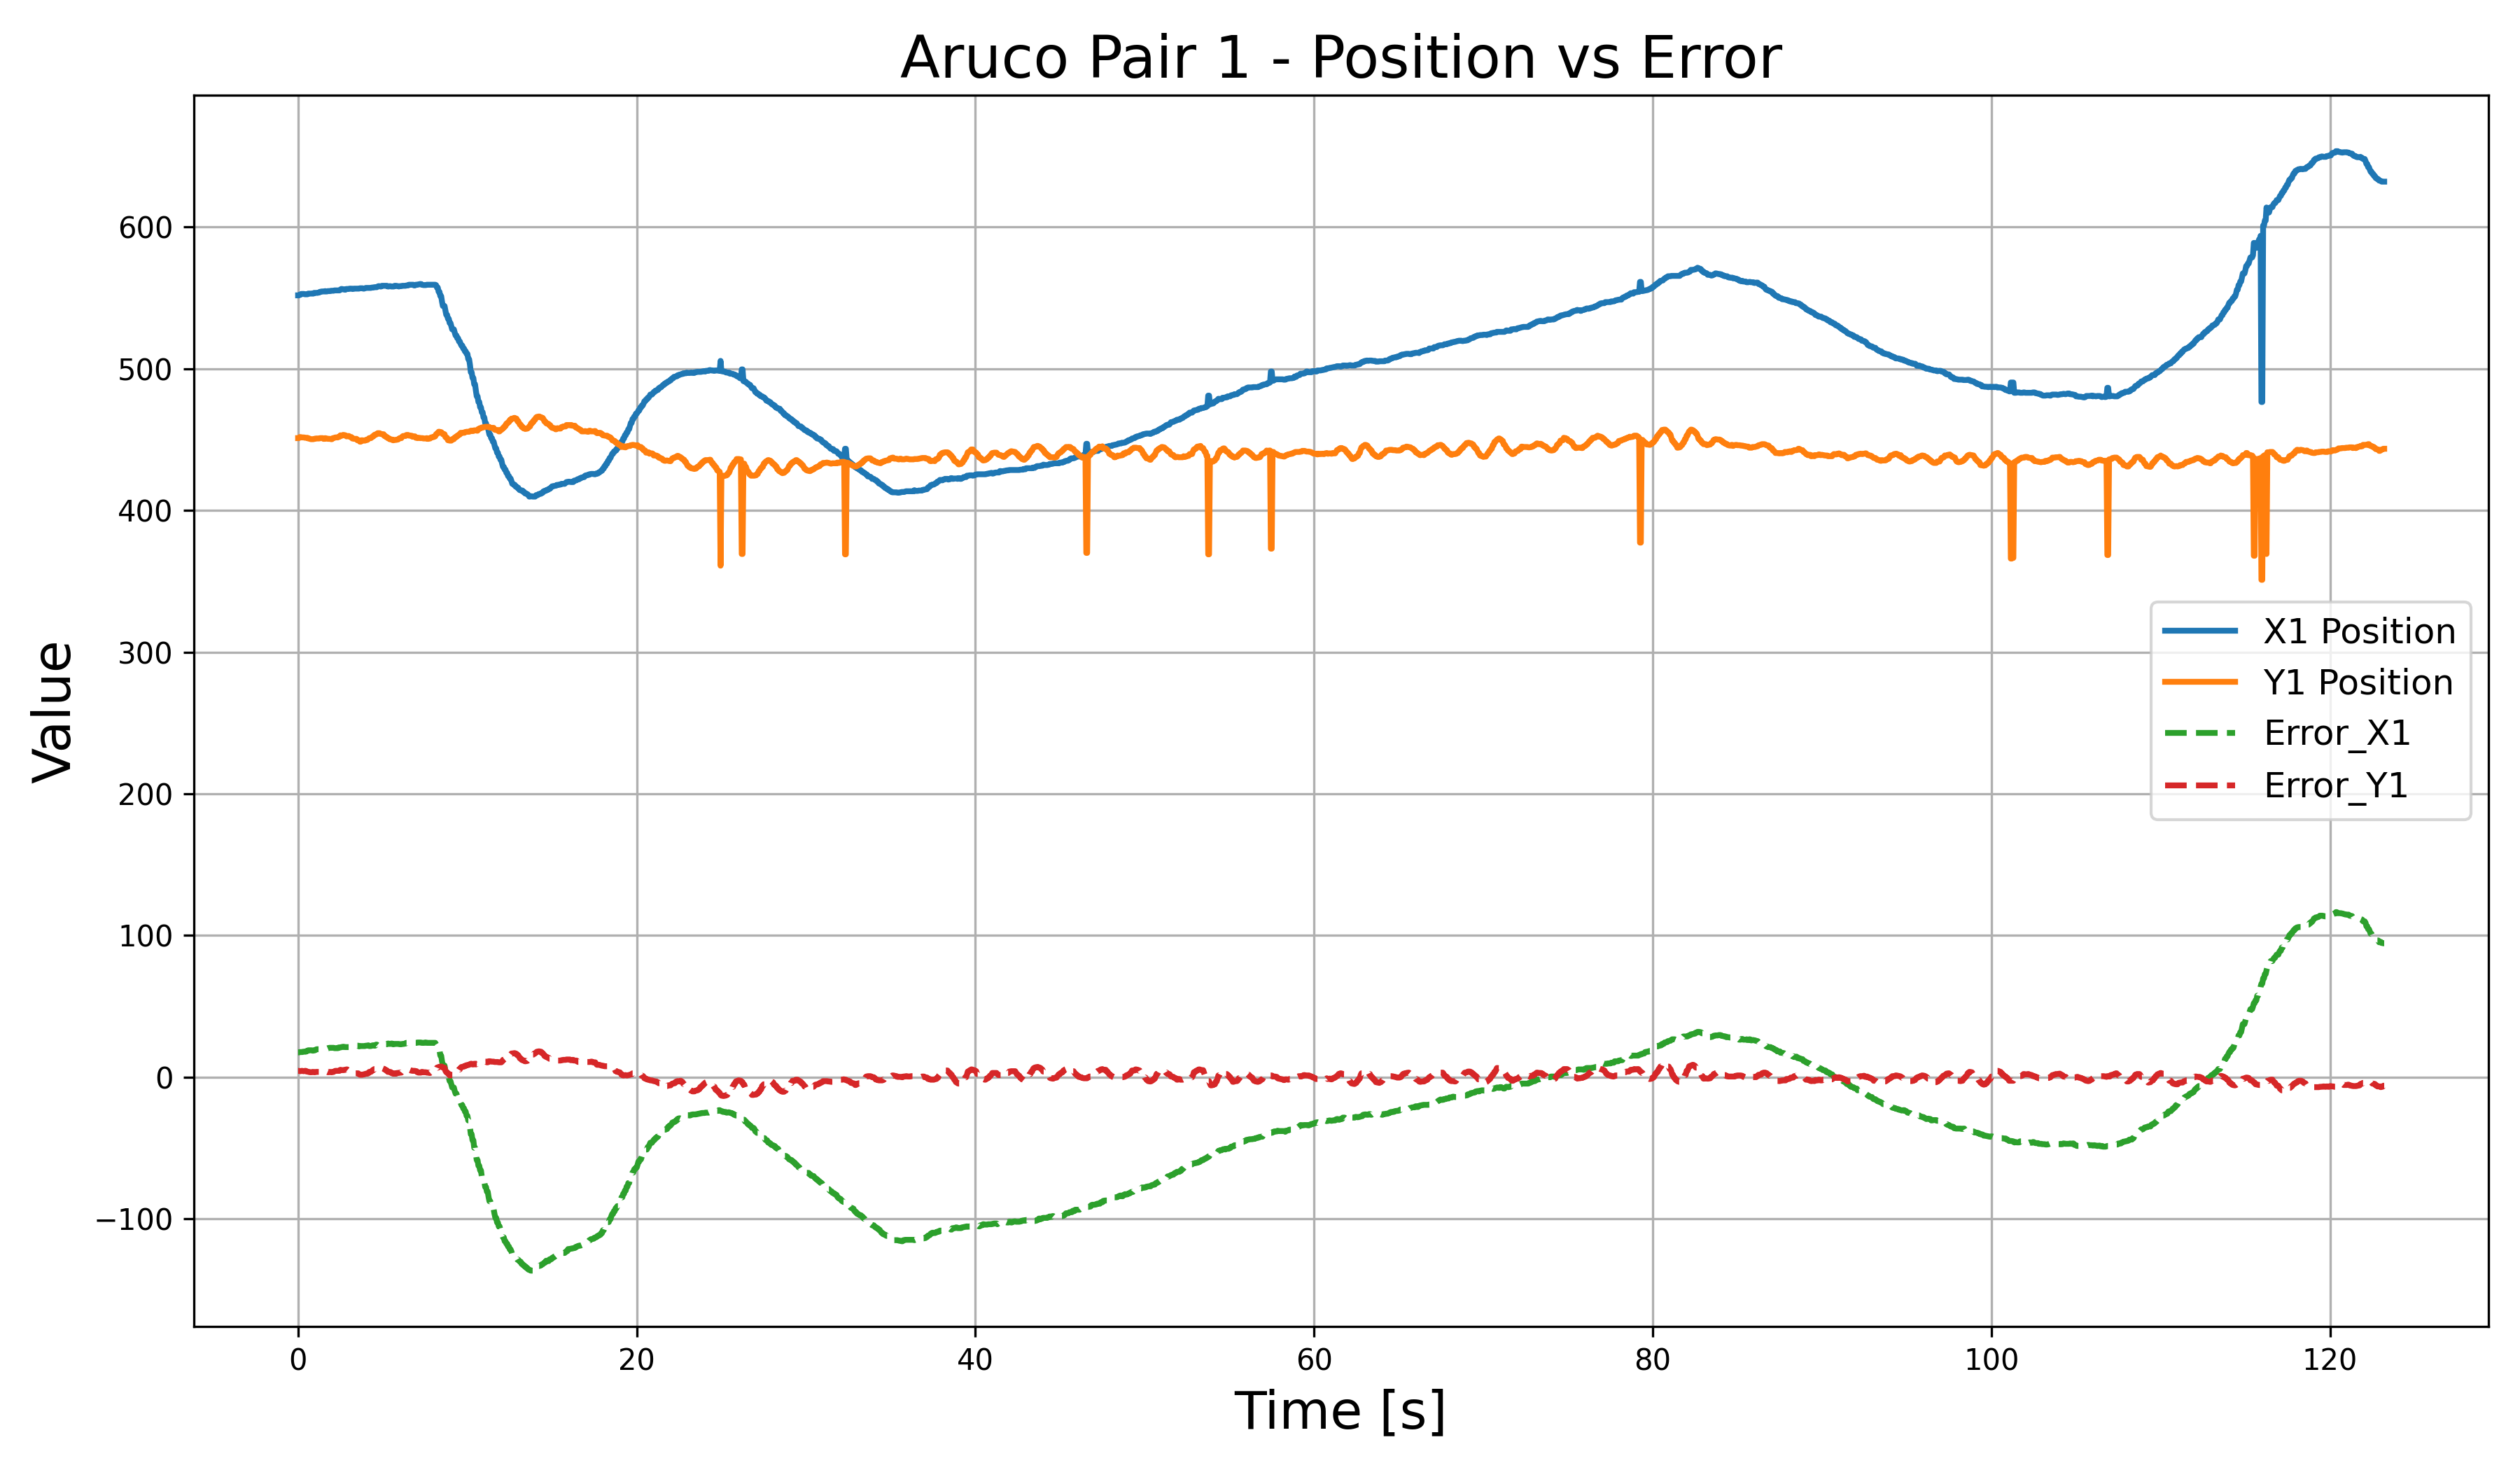 Aruco Pair 1 - Position vs Error
Value
600
500
400
300
200
100
0
−100
X1 Position
Y1 Position
Error_X1
Error_Y1
0 20 40 60 80 100 120
Time [s]